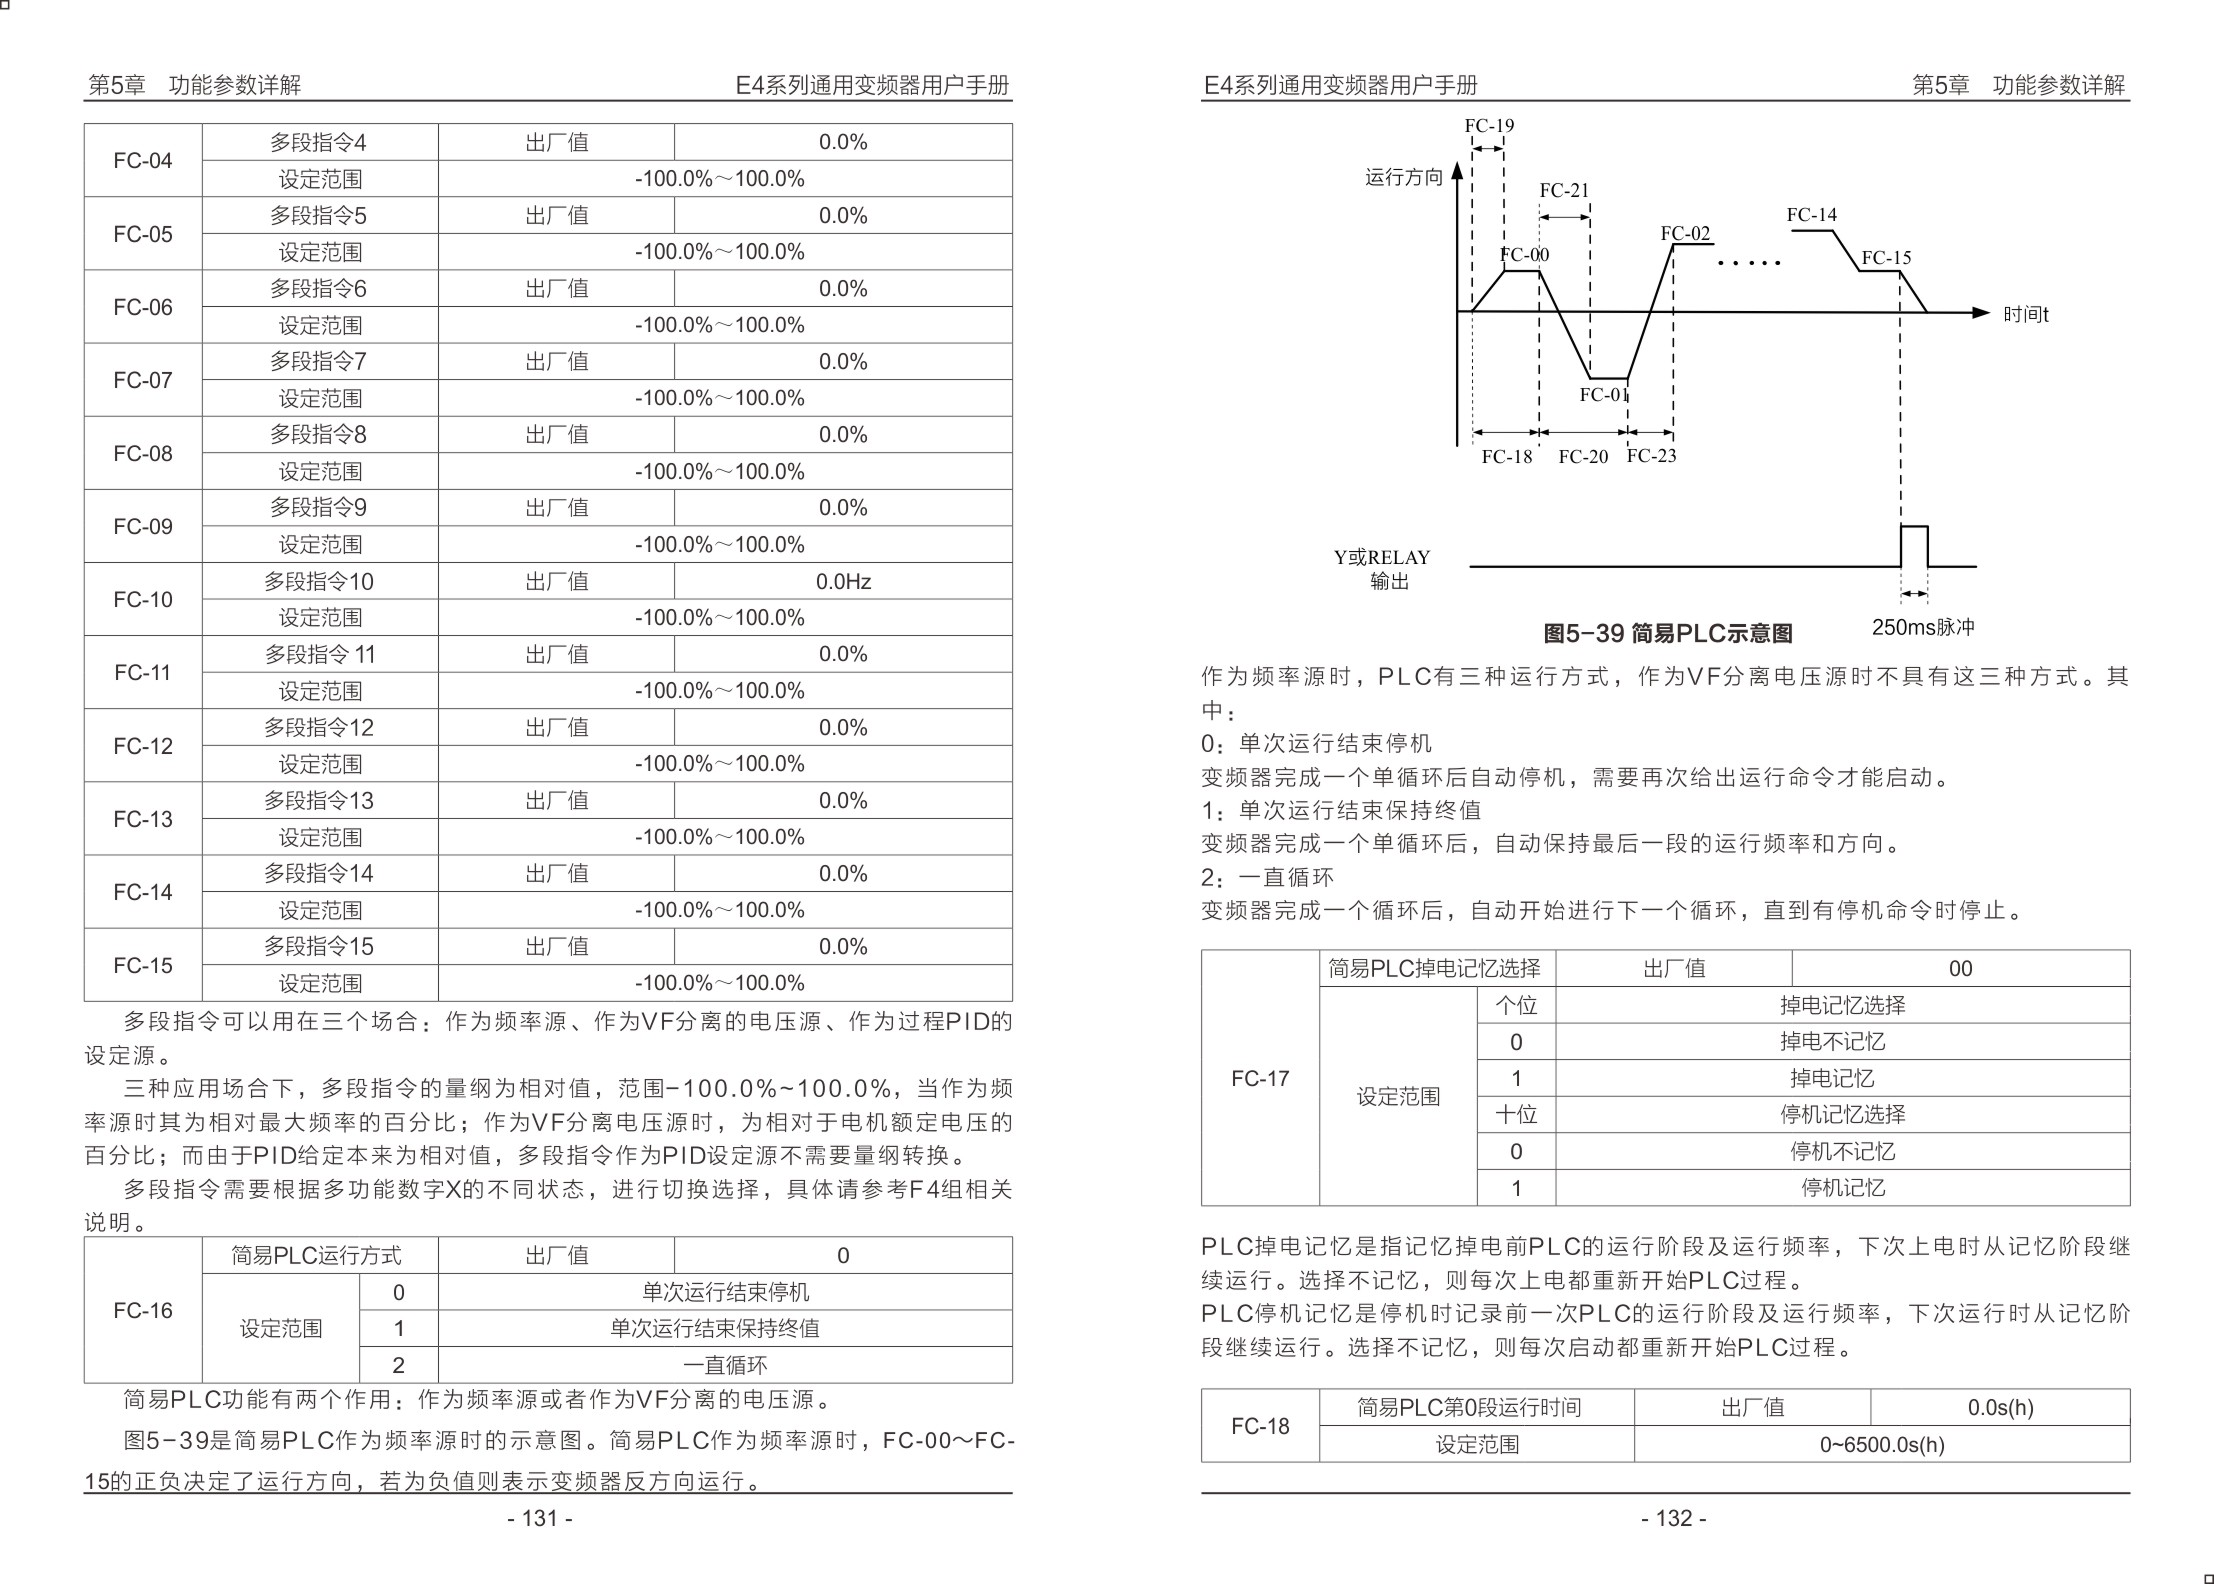 第5章 功能参数详解 E4系列通用变频器用户手册
FC-04 多段指令4 出厂值 0.0%
设定范围 -100.0%～100.0%
FC-05 多段指令5 出厂值 0.0%
设定范围 -100.0%～100.0%
FC-06 多段指令6 出厂值 0.0%
设定范围 -100.0%～100.0%
FC-07 多段指令7 出厂值 0.0%
设定范围 -100.0%～100.0%
FC-08 多段指令8 出厂值 0.0%
设定范围 -100.0%～100.0%
FC-09 多段指令9 出厂值 0.0%
设定范围 -100.0%～100.0%
FC-10 多段指令10 出厂值 0.0Hz
设定范围 -100.0%～100.0%
FC-11 多段指令 11 出厂值 0.0%
设定范围 -100.0%～100.0%
FC-12 多段指令12 出厂值 0.0%
设定范围 -100.0%～100.0%
FC-13 多段指令13 出厂值 0.0%
设定范围 -100.0%～100.0%
FC-14 多段指令14 出厂值 0.0%
设定范围 -100.0%～100.0%
FC-15 多段指令15 出厂值 0.0%
设定范围 -100.0%～100.0%
多段指令可以用在三个场合：作为频率源、作为VF分离的电压源、作为过程PID的
设定源。
三种应用场合下，多段指令的量纲为相对值，范围-100.0%~100.0%，当作为频
率源时其为相对最大频率的百分比；作为VF分离电压源时，为相对于电机额定电压的
百分比；而由于PID给定本来为相对值，多段指令作为PID设定源不需要量纲转换。
多段指令需要根据多功能数字X的不同状态，进行切换选择，具体请参考F4组相关
说明。
FC-16 简易PLC运行方式 出厂值 0
设定范围 0 单次运行结束停机
1 单次运行结束保持终值
2 一直循环
简易PLC功能有两个作用：作为频率源或者作为VF分离的电压源。
图5-39是简易PLC作为频率源时的示意图。简易PLC作为频率源时，FC-00～FC-
15的正负决定了运行方向，若为负值则表示变频器反方向运行。
- 131 -
E4系列通用变频器用户手册 第5章 功能参数详解
FC-19
运行方向
FC-21
FC-14
FC-02
FC-00
FC-15
时间t
FC-01
FC-18 FC-20 FC-23
Y或RELAY
输出
250ms脉冲
图5-39 简易PLC示意图
作为频率源时，PLC有三种运行方式，作为VF分离电压源时不具有这三种方式。其
中：
0：单次运行结束停机
变频器完成一个单循环后自动停机，需要再次给出运行命令才能启动。
1：单次运行结束保持终值
变频器完成一个单循环后，自动保持最后一段的运行频率和方向。
2：一直循环
变频器完成一个循环后，自动开始进行下一个循环，直到有停机命令时停止。
FC-17 简易PLC掉电记忆选择 出厂值 00
设定范围 个位 掉电记忆选择
0 掉电不记忆
1 掉电记忆
十位 停机记忆选择
0 停机不记忆
1 停机记忆
PLC掉电记忆是指记忆掉电前PLC的运行阶段及运行频率，下次上电时从记忆阶段继
续运行。选择不记忆，则每次上电都重新开始PLC过程。
PLC停机记忆是停机时记录前一次PLC的运行阶段及运行频率，下次运行时从记忆阶
段继续运行。选择不记忆，则每次启动都重新开始PLC过程。
FC-18 简易PLC第0段运行时间 出厂值 0.0s(h)
设定范围 0~6500.0s(h)
- 132 -